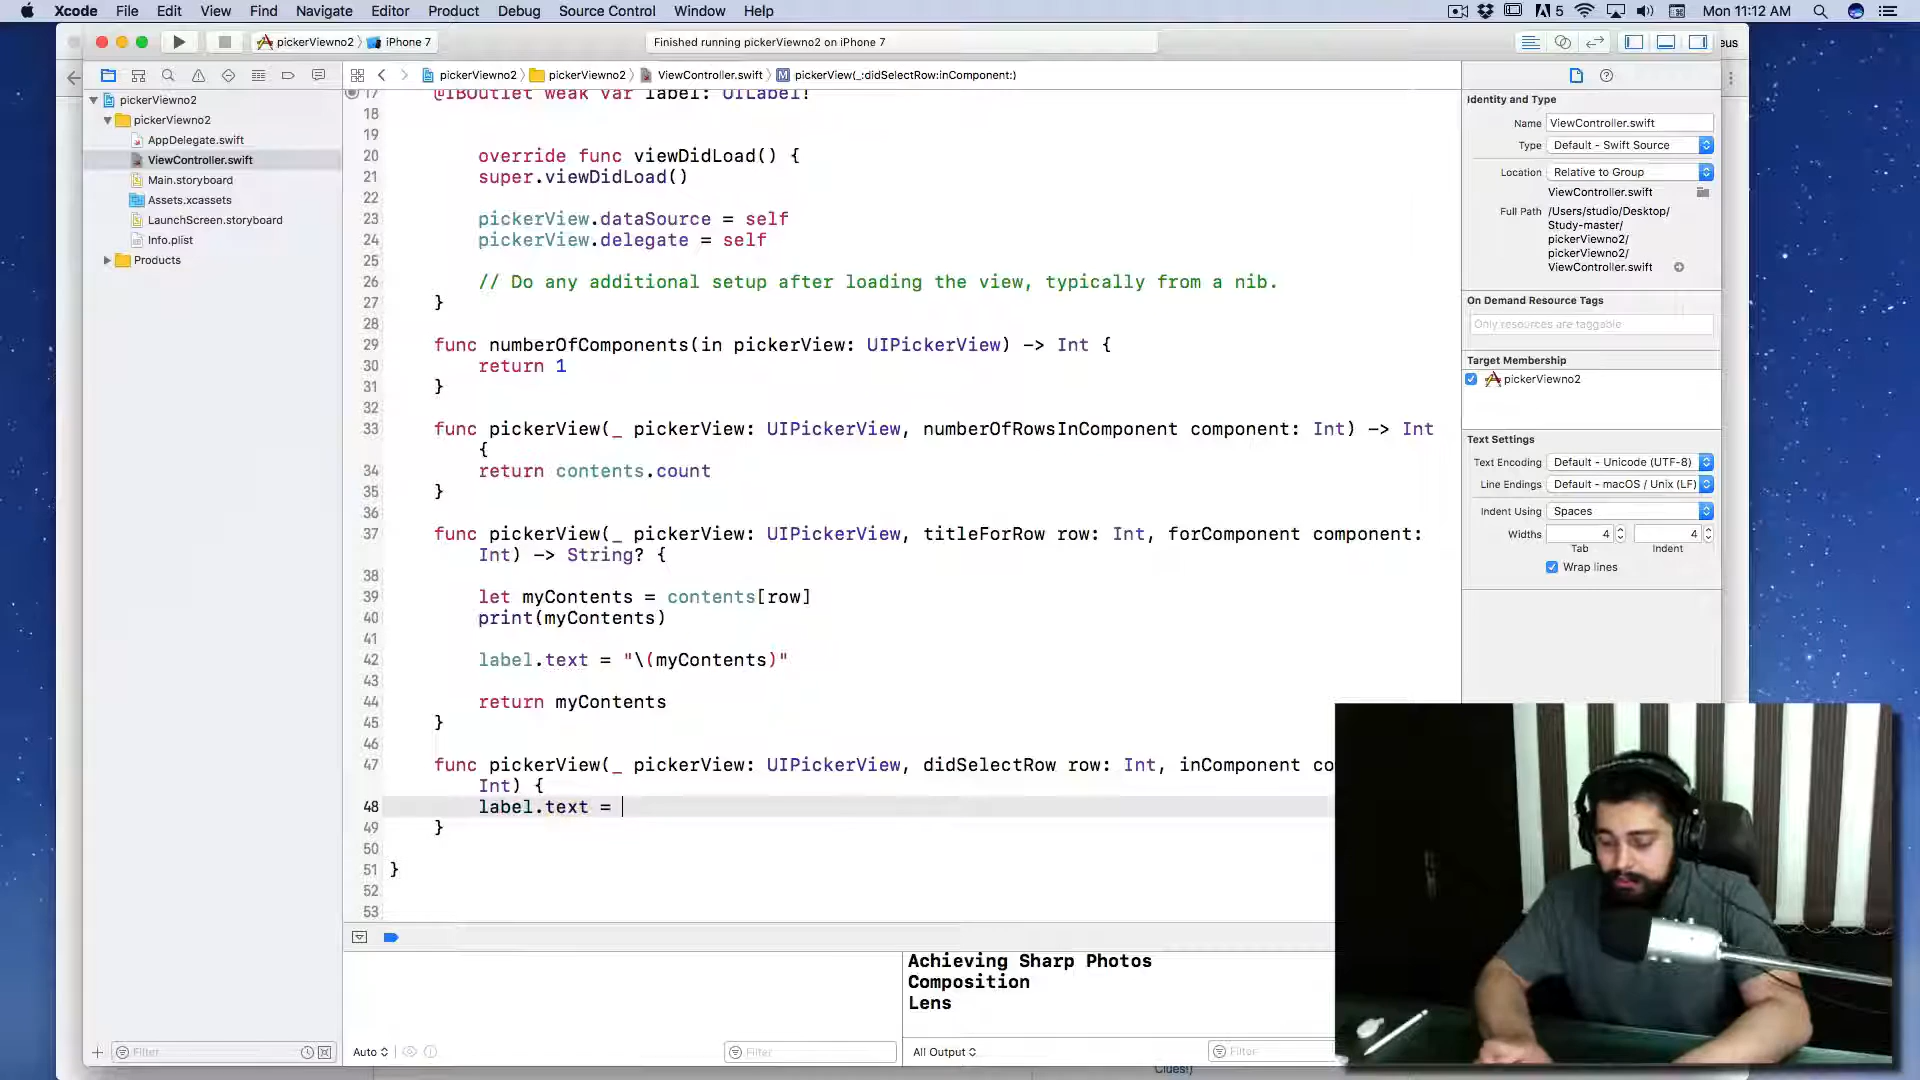 Xcode File Edit View Find Navigate Editor Product Debug Source Control Window Help
5 Mon 11:12 AM
pickerViewno2 iPhone 7
Finished running pickerViewno2 on iPhone 7
eus
pickerViewno2 pickerViewno2 ViewController.swift M pickerView(_:didSelectRow:inComponent:)
pickerViewno2
pickerViewno2
AppDelegate.swift
ViewController.swift
Main.storyboard
Assets.xcassets
LaunchScreen.storyboard
Info.plist
Products
Filter
17 @IBOutlet weak var label: UILabel!
18
19
20 override func viewDidLoad() {
21 super.viewDidLoad()
22
23 pickerView.dataSource = self
24 pickerView.delegate = self
25
26 // Do any additional setup after loading the view, typically from a nib.
27 }
28
29 func numberOfComponents(in pickerView: UIPickerView) -> Int {
30 return 1
31 }
32
33 func pickerView(_ pickerView: UIPickerView, numberOfRowsInComponent component: Int) -> Int
{
34 return contents.count
35 }
36
37 func pickerView(_ pickerView: UIPickerView, titleForRow row: Int, forComponent component:
Int) -> String? {
38
39 let myContents = contents[row]
40 print(myContents)
41
42 label.text = "\(myContents)"
43
44 return myContents
45 }
46
47 func pickerView(_ pickerView: UIPickerView, didSelectRow row: Int, inComponent co
Int) {
48 label.text =
49 }
50
51 }
52
53
Auto
Filter
Achieving Sharp Photos
Composition
Lens
All Output
Filter
Clues!)
Identity and Type
Name ViewController.swift
Type Default - Swift Source
Location Relative to Group
ViewController.swift
Full Path /Users/studio/Desktop/
Study-master/
pickerViewno2/
pickerViewno2/
ViewController.swift
On Demand Resource Tags
Only resources are taggable
Target Membership
pickerViewno2
Text Settings
Text Encoding Default - Unicode (UTF-8)
Line Endings Default - macOS / Unix (LF)
Indent Using Spaces
Widths 4 4
Tab Indent
Wrap lines